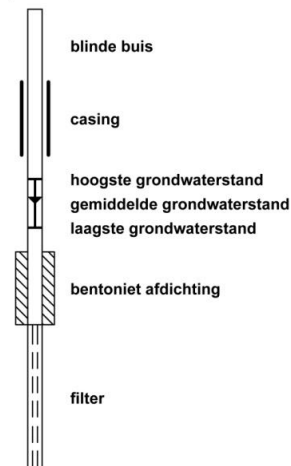 blinde buis
casing
hoogste grondwaterstand
gemiddelde grondwaterstand
laagste grondwaterstand
bentoniet afdichting
filter